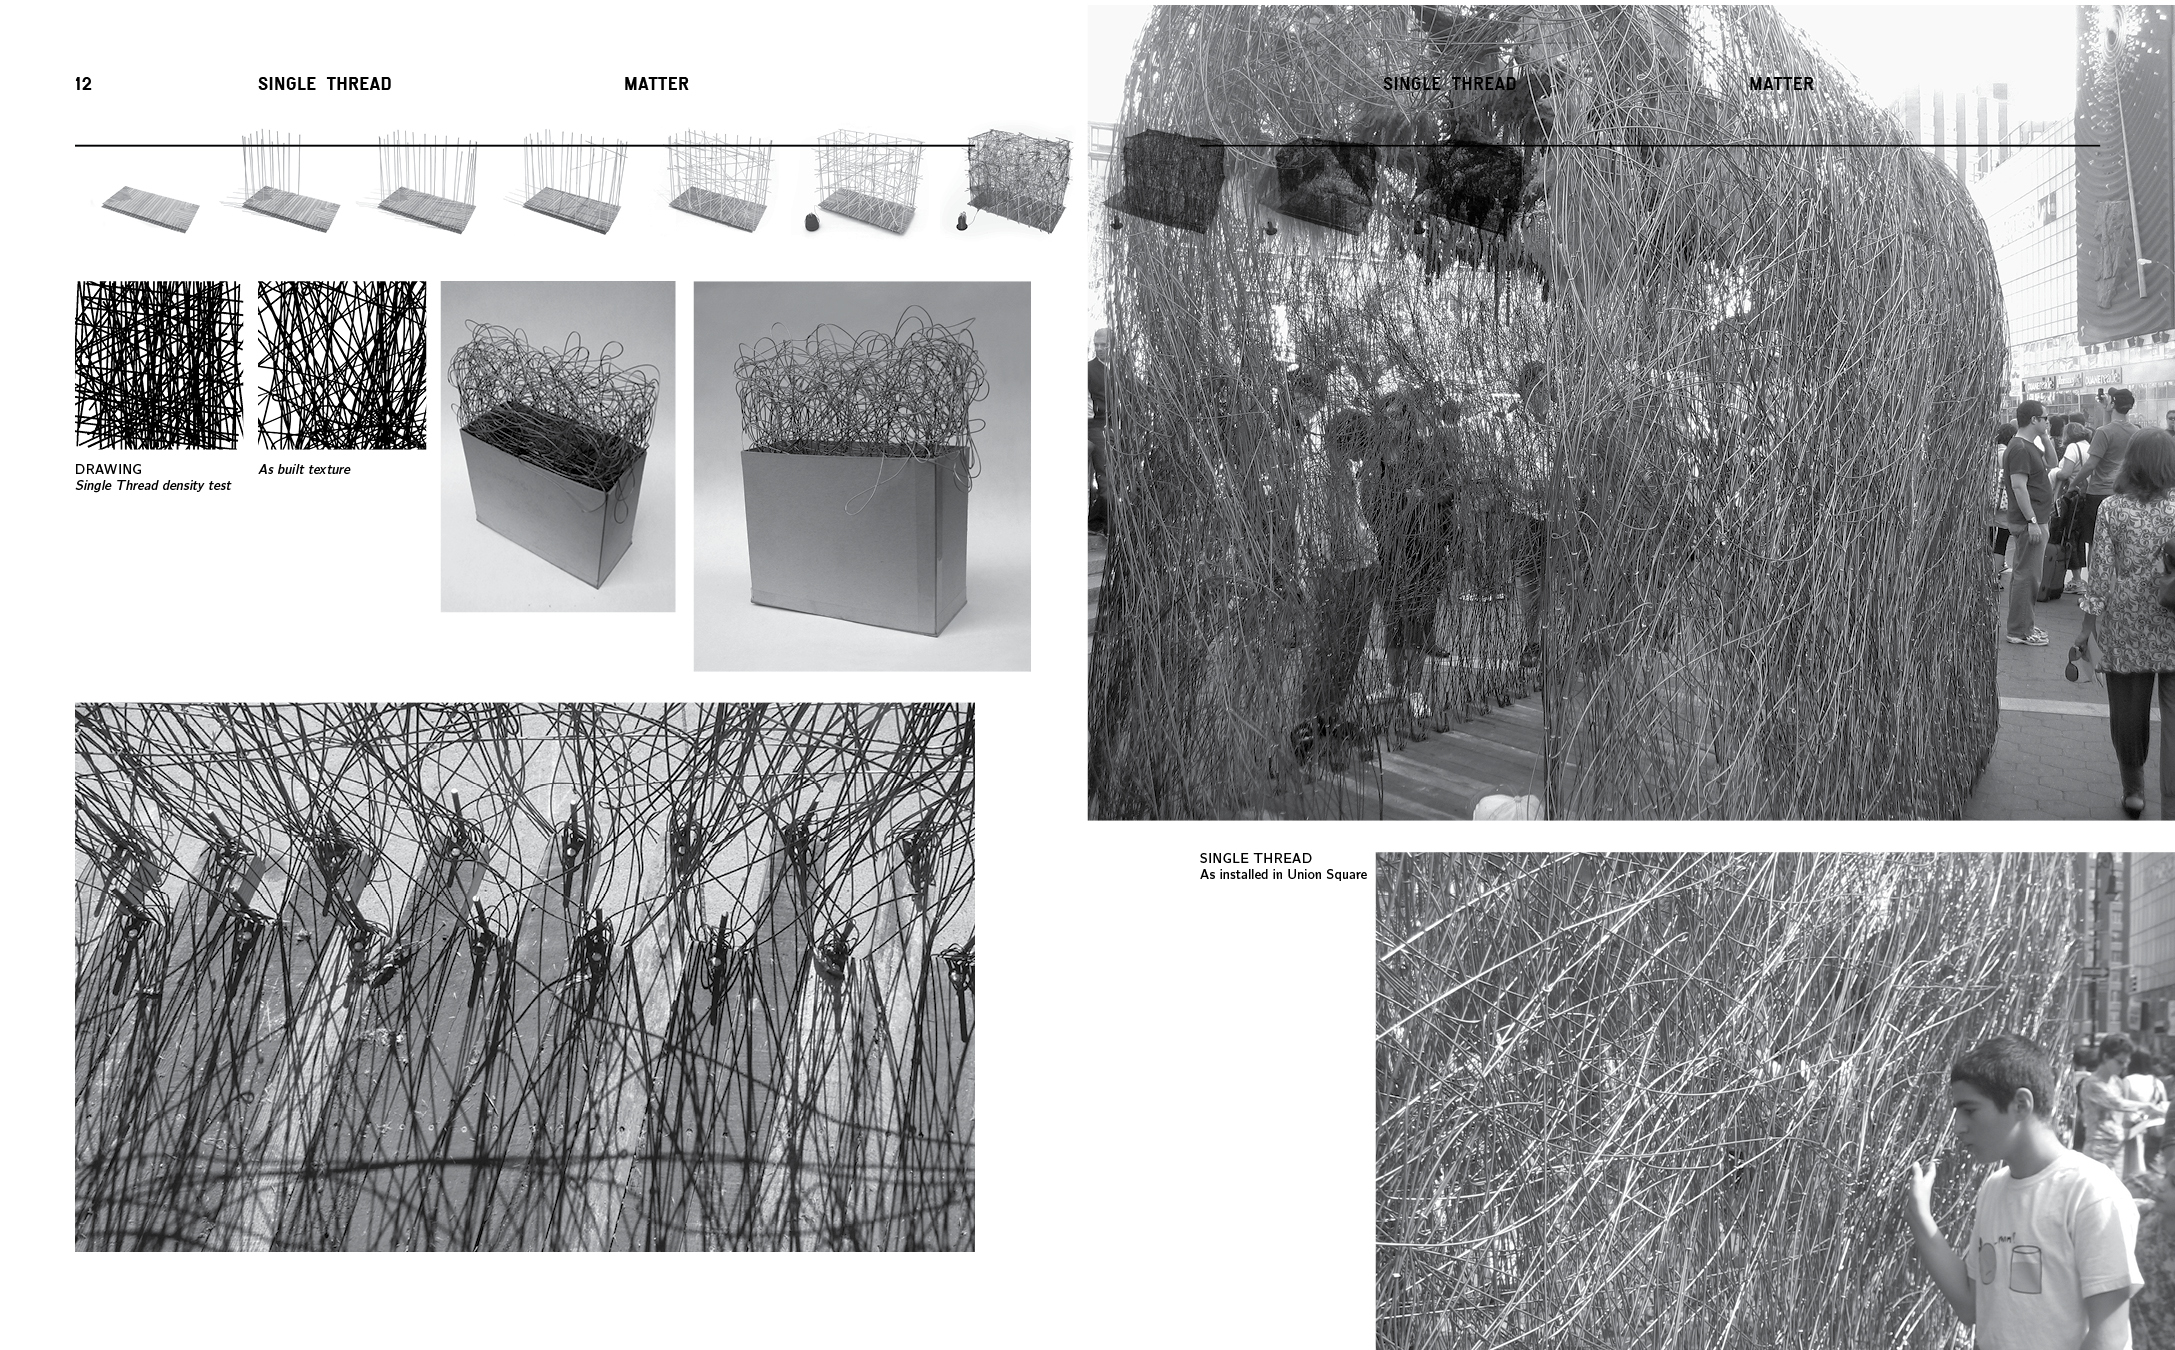 12
SINGLE THREAD
MATTER
DRAWING
Single Thread density test
As built texture
SINGLE THREAD
MATTER
SINGLE THREAD
As installed in Union Square